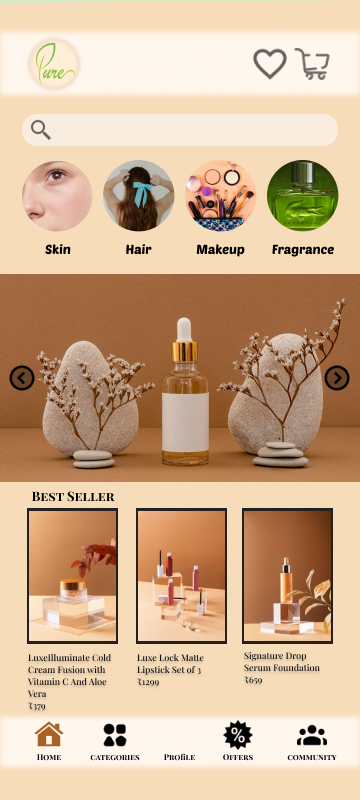 Pure
Skin
Hair
Makeup
Fragrance
Best Seller
LuxeIlluminate Cold
Cream Fusion with
Vitamin C And Aloe
Vera
₹379
Luxe Lock Matte
Lipstick Set of 3
₹1299
Signature Drop
Serum Foundation
₹659
Home
Categories
Profile
Offers
Community